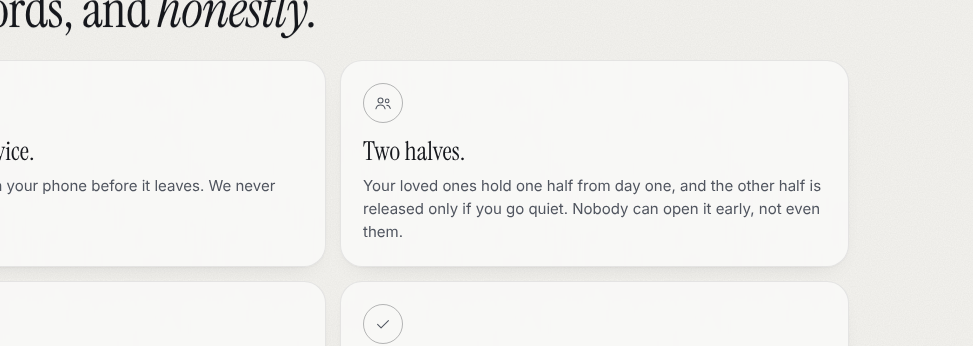 ords, and honestly.
vice.
your phone before it leaves. We never
Two halves.
Your loved ones hold one half from day one, and the other half is
released only if you go quiet. Nobody can open it early, not even
them.